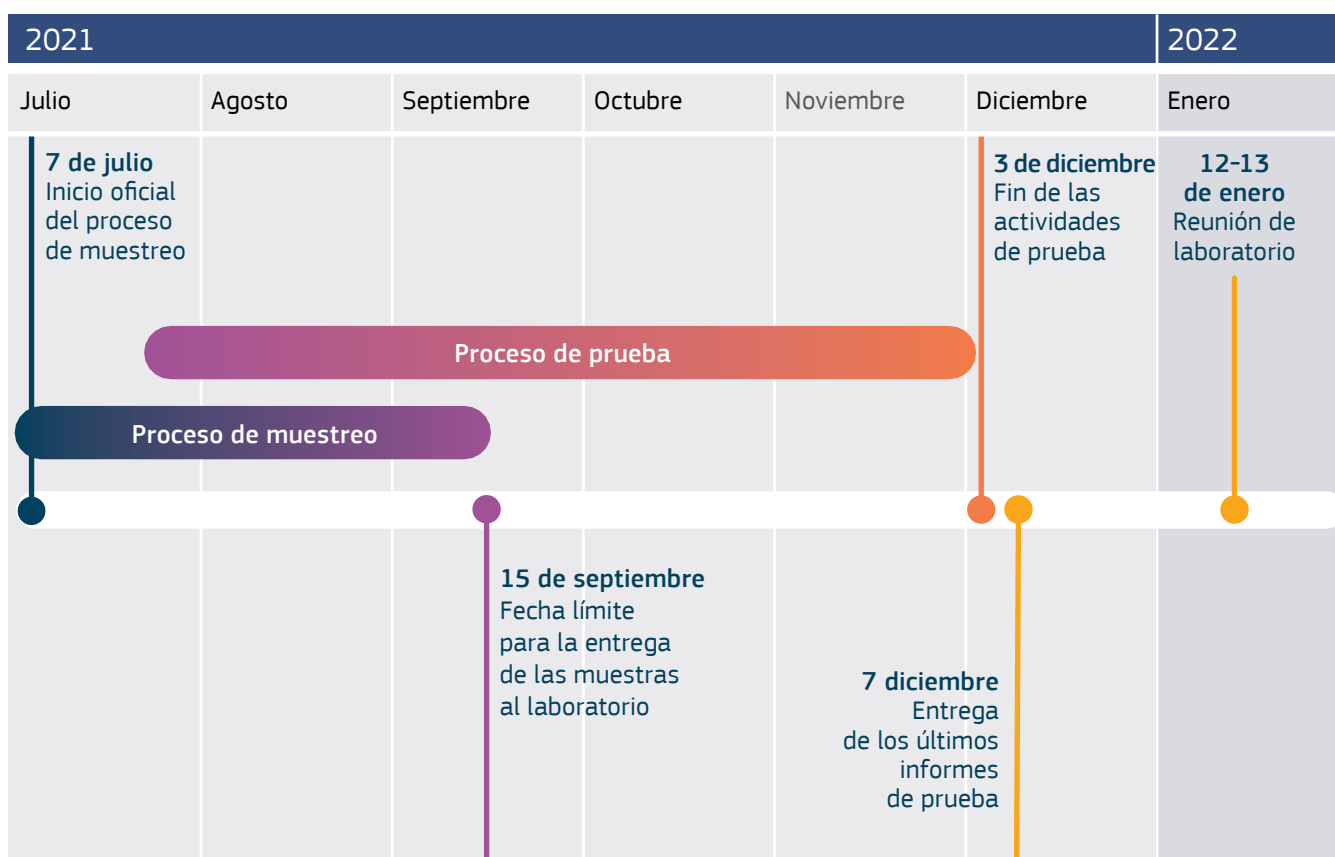 2021
2022
Julio
Agosto
Septiembre
Octubre
Noviembre
Diciembre
Enero
7 de julio
Inicio oficial
del proceso
de muestreo
3 de diciembre
Fin de las
actividades
de prueba
12-13
de enero
Reunión de
laboratorio
Proceso de prueba
Proceso de muestreo
15 de septiembre
Fecha límite
para la entrega
de las muestras
al laboratorio
7 diciembre
Entrega
de los últimos
informes
de prueba